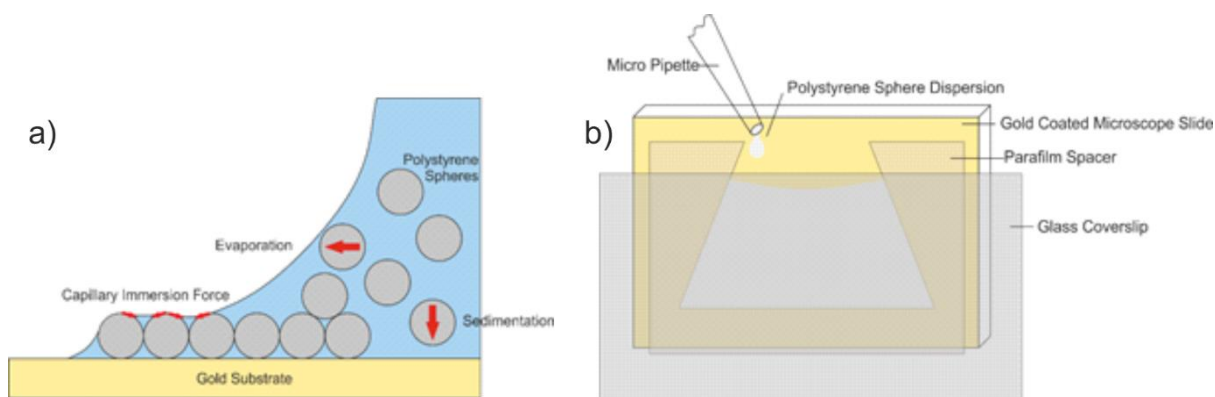 a)
Polystyrene
Spheres
Evaporation
Capillary Immersion Force
Sedimentation
Gold Substrate
b)
Micro Pipette
Polystyrene Sphere Dispersion
Gold Coated Microscope Slide
Parafilm Spacer
Glass Coverslip